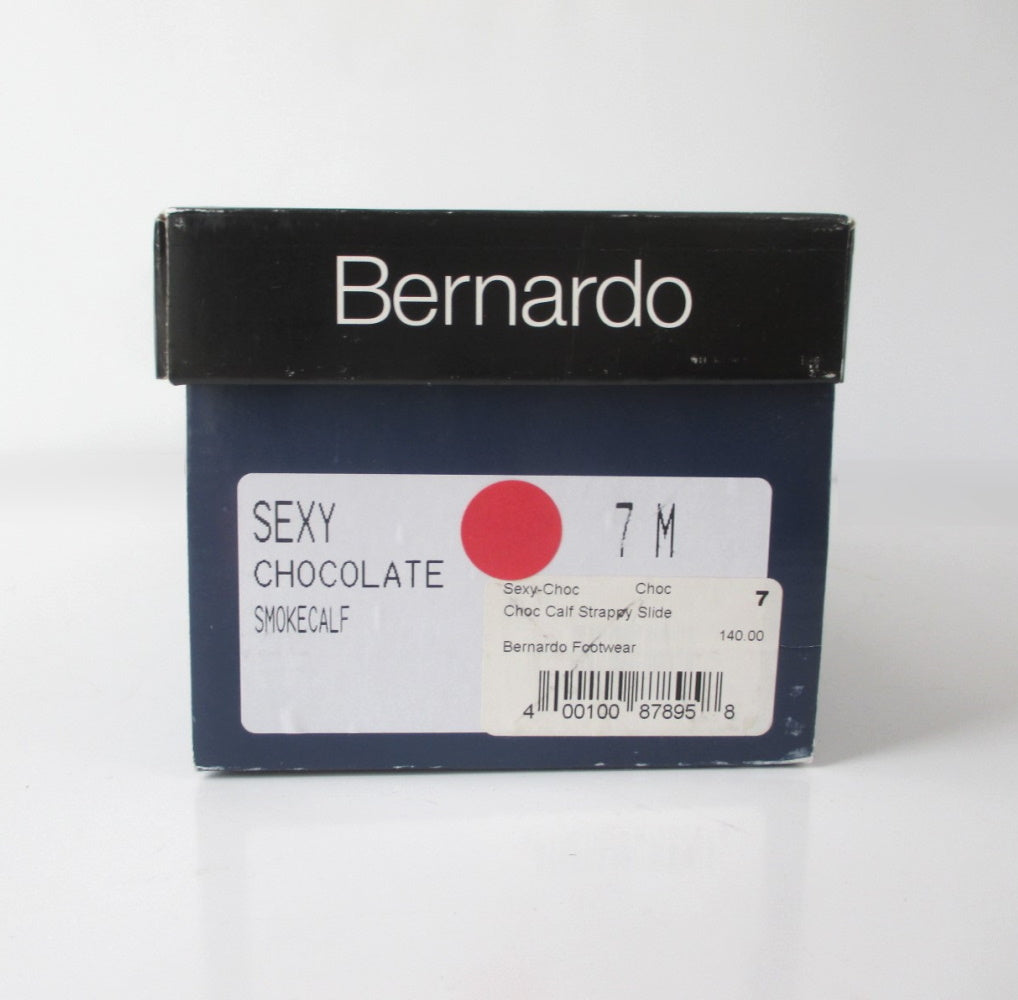 Bernardo
SEXY
7 M
CHOCOLATE
SMOKECALF
Sexy-Choc Choc 7
Choc Calf Strappy Slide
140.00
Bernardo Footwear
4 00100 87895 8